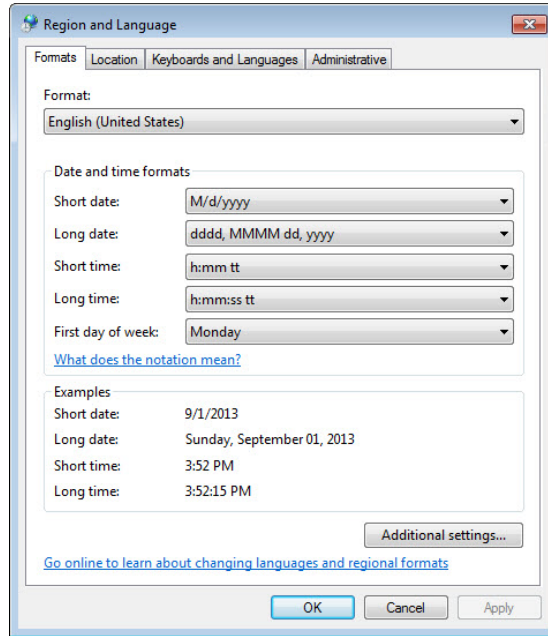 Region and Language
Formats Location Keyboards and Languages Administrative
Format:
English (United States)
Date and time formats
Short date: M/d/yyyy
Long date: dddd, MMMM dd, yyyy
Short time: h:mm tt
Long time: h:mm:ss tt
First day of week: Monday
What does the notation mean?
Examples
Short date: 9/1/2013
Long date: Sunday, September 01, 2013
Short time: 3:52 PM
Long time: 3:52:15 PM
Additional settings...
Go online to learn about changing languages and regional formats
OK Cancel Apply